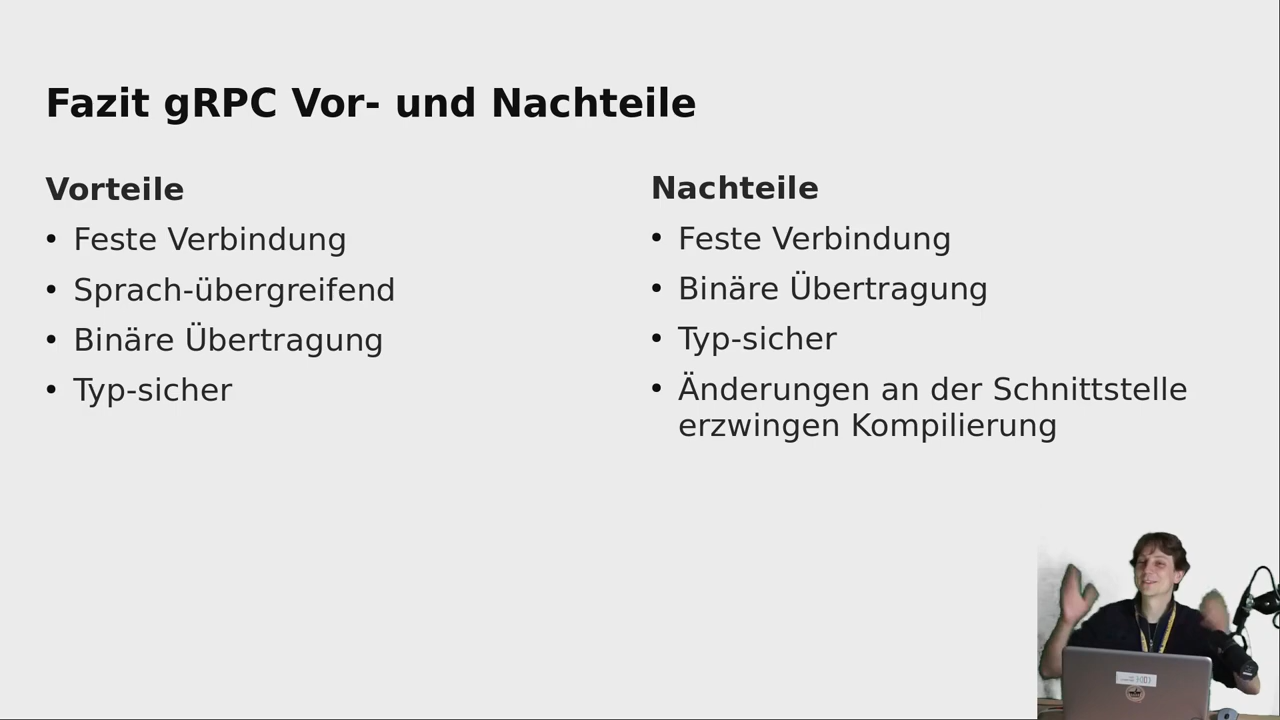 Fazit gRPC Vor- und Nachteile
Vorteile
• Feste Verbindung
• Sprach-übergreifend
• Binäre Übertragung
• Typ-sicher
Nachteile
• Feste Verbindung
• Binäre Übertragung
• Typ-sicher
• Änderungen an der Schnittstelle
erzwingen Kompilierung